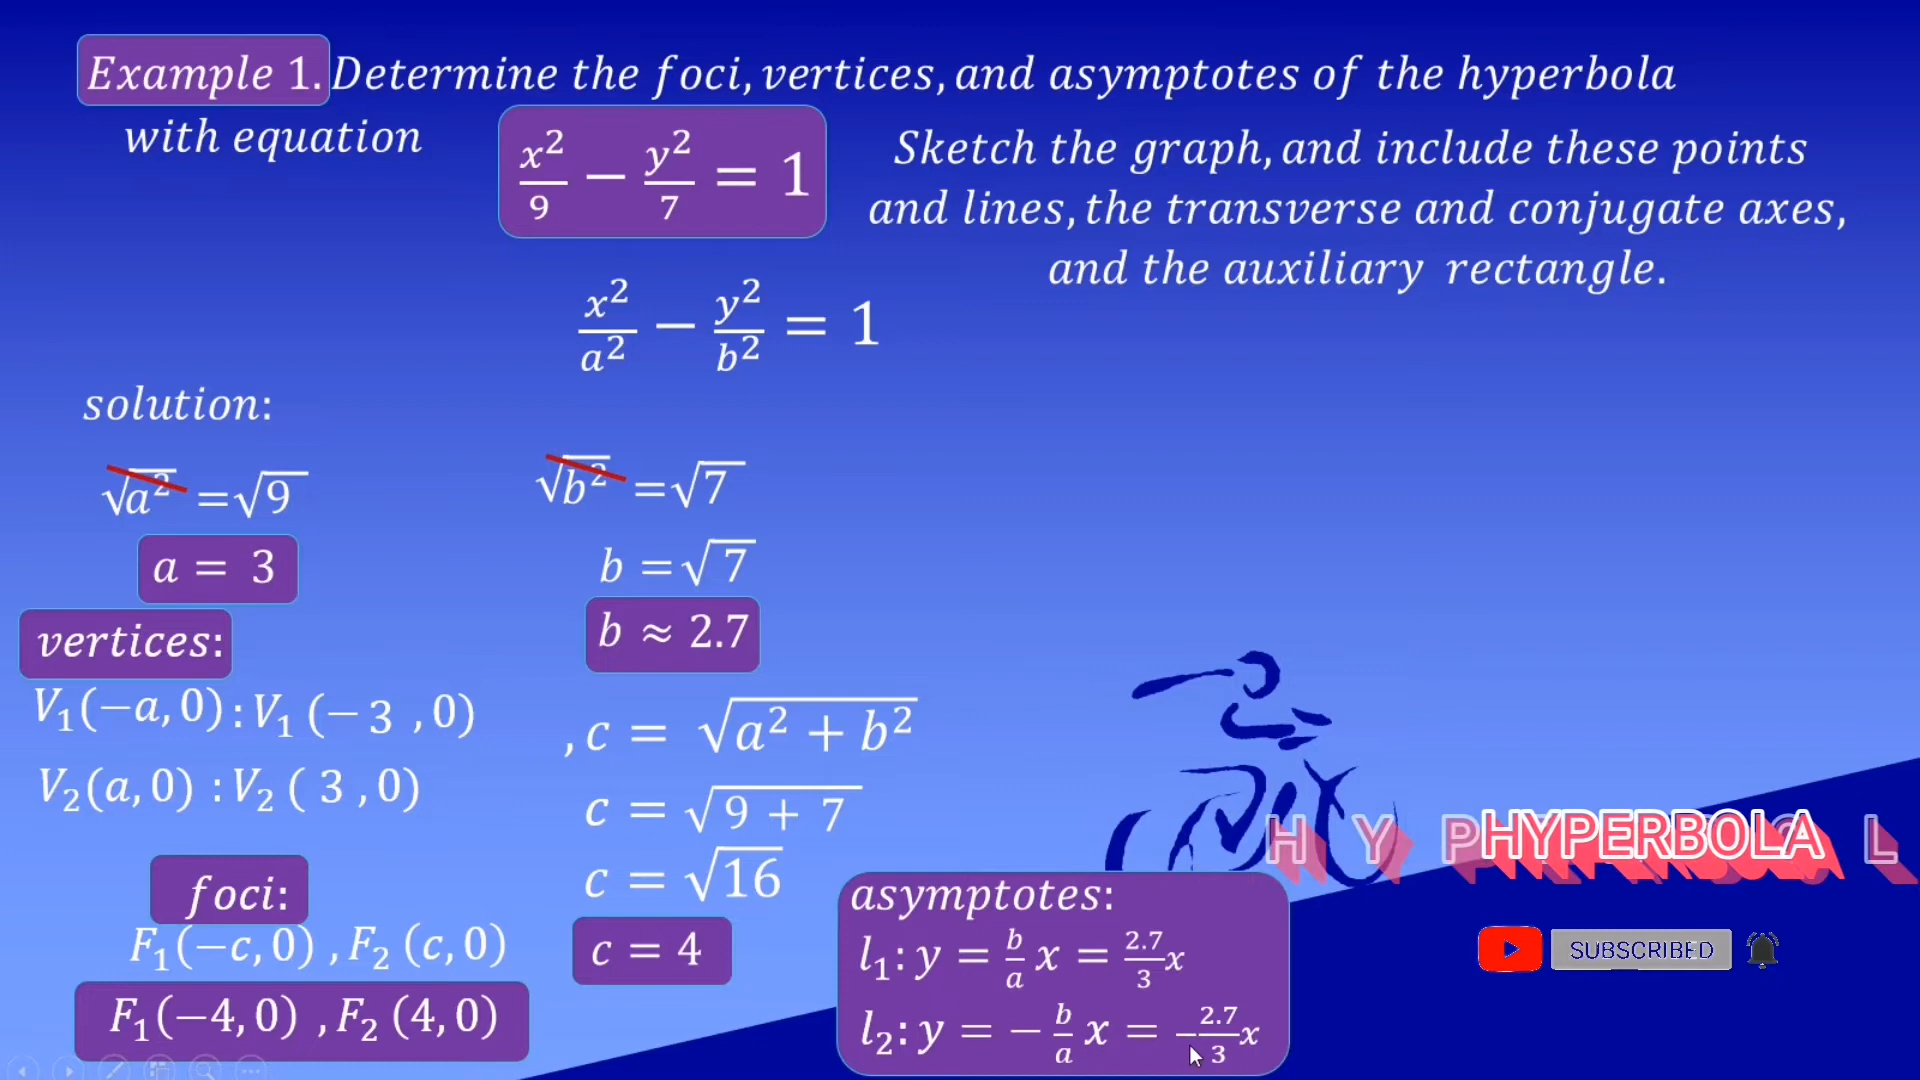 Example 1. Determine the foci, vertices, and asymptotes of the hyperbola
with equation
x²/9 − y²/7 = 1
Sketch the graph, and include these points
and lines, the transverse and conjugate axes,
and the auxiliary rectangle.
x²/a² − y²/b² = 1
solution:
√a² = √9
a = 3
vertices:
V₁(−a, 0) : V₁ (− 3 , 0)
V₂(a, 0) : V₂ ( 3 , 0)
foci:
F₁(−c, 0) , F₂ (c, 0)
F₁(−4, 0) , F₂ (4, 0)
√b² = √7
b = √7
b ≈ 2.7
, c = √(a² + b²)
c = √(9 + 7)
c = √16
c = 4
asymptotes:
l₁: y = b/a x = 2.7/3 x
l₂: y = − b/a x = −2.7/3 x
HYPERBOLA
SUBSCRIBED